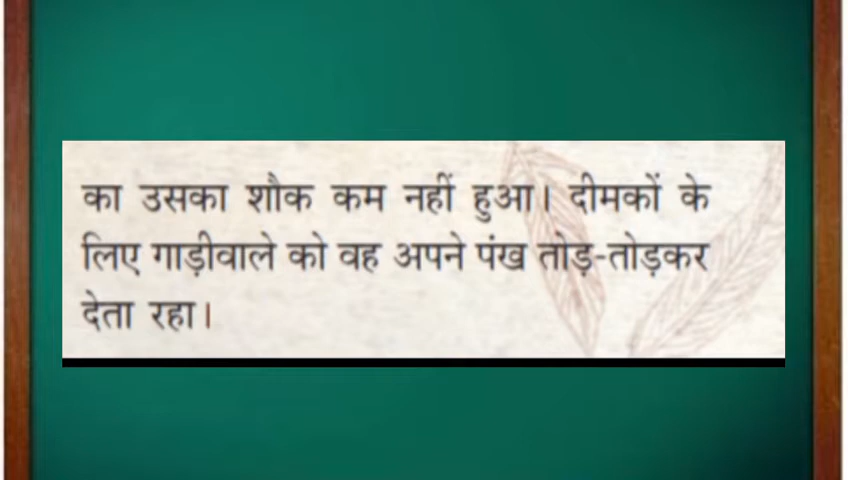 का उसका शौक कम नहीं हुआ। दीमकों के
लिए गाड़ीवाले को वह अपने पंख तोड़-तोड़कर
देता रहा।